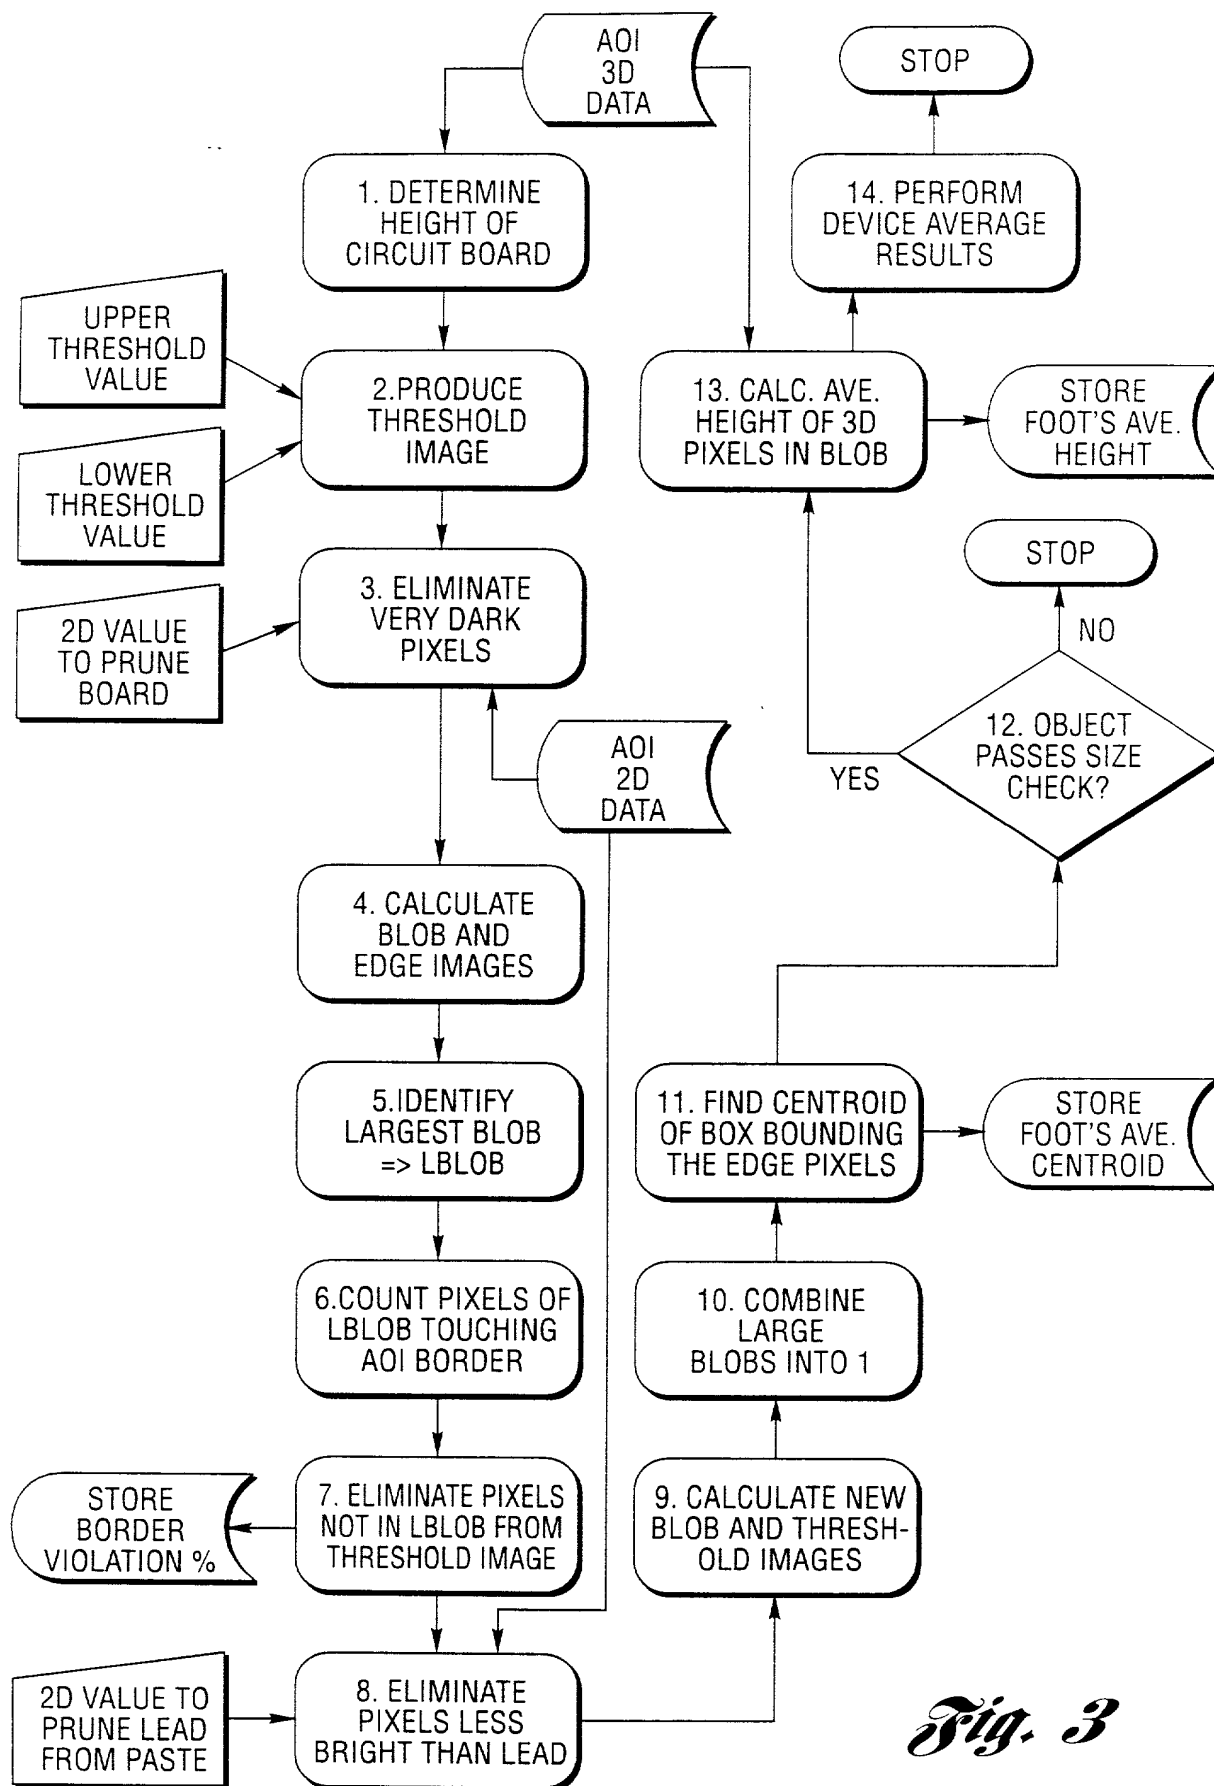 AOI
3D
DATA
STOP
1. DETERMINE
HEIGHT OF
CIRCUIT BOARD
14. PERFORM
DEVICE AVERAGE
RESULTS
UPPER
THRESHOLD
VALUE
2.PRODUCE
THRESHOLD
IMAGE
13. CALC. AVE.
HEIGHT OF 3D
PIXELS IN BLOB
STORE
FOOT'S AVE.
HEIGHT
LOWER
THRESHOLD
VALUE
3. ELIMINATE
VERY DARK
PIXELS
STOP
2D VALUE
TO PRUNE
BOARD
NO
AOI
2D
DATA
12. OBJECT
PASSES SIZE
CHECK?
YES
4. CALCULATE
BLOB AND
EDGE IMAGES
5.IDENTIFY
LARGEST BLOB
=> LBLOB
11. FIND CENTROID
OF BOX BOUNDING
THE EDGE PIXELS
STORE
FOOT'S AVE.
CENTROID
6.COUNT PIXELS OF
LBLOB TOUCHING
AOI BORDER
10. COMBINE
LARGE
BLOBS INTO 1
STORE
BORDER
VIOLATION %
7. ELIMINATE PIXELS
NOT IN LBLOB FROM
THRESHOLD IMAGE
9. CALCULATE NEW
BLOB AND THRESH-
OLD IMAGES
2D VALUE TO
PRUNE LEAD
FROM PASTE
8. ELIMINATE
PIXELS LESS
BRIGHT THAN LEAD
Fig. 3